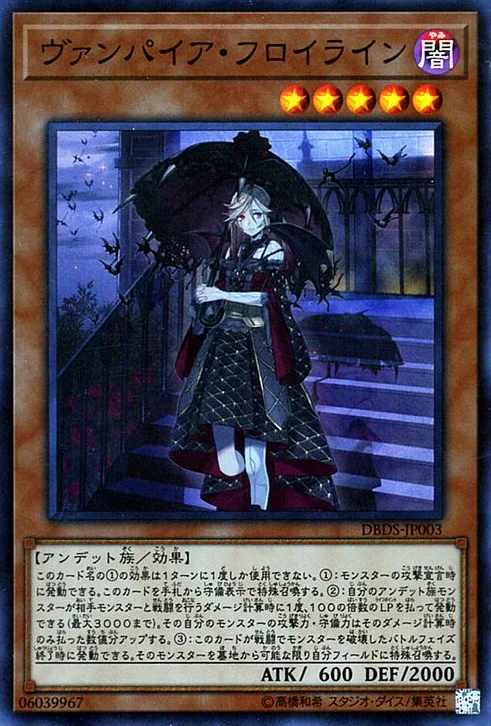 ヴァンパイア・フロイライン
闇
DBDS-JP003
【アンデット族/効果】
このカード名の①の効果は1ターンに1度しか使用できない。①:モンスターの攻撃宣言時
に発動できる。このカードを手札から守備表示で特殊召喚する。②:自分のアンデット族モン
スターが相手モンスターと戦闘を行うダメージ計算時に1度、100の倍数のLPを払って発動
できる(最大3000まで)。その自分のモンスターの攻撃力・守備力はそのダメージ計算時
のみ払った数値分アップする。③:このカードが戦闘でモンスターを破壊したバトルフェイズ
終了時に発動できる。そのモンスターを墓地から可能な限り自分フィールドに特殊召喚する。
ATK/ 600 DEF/2000
06039967
©高橋和希 スタジオ・ダイス/集英社